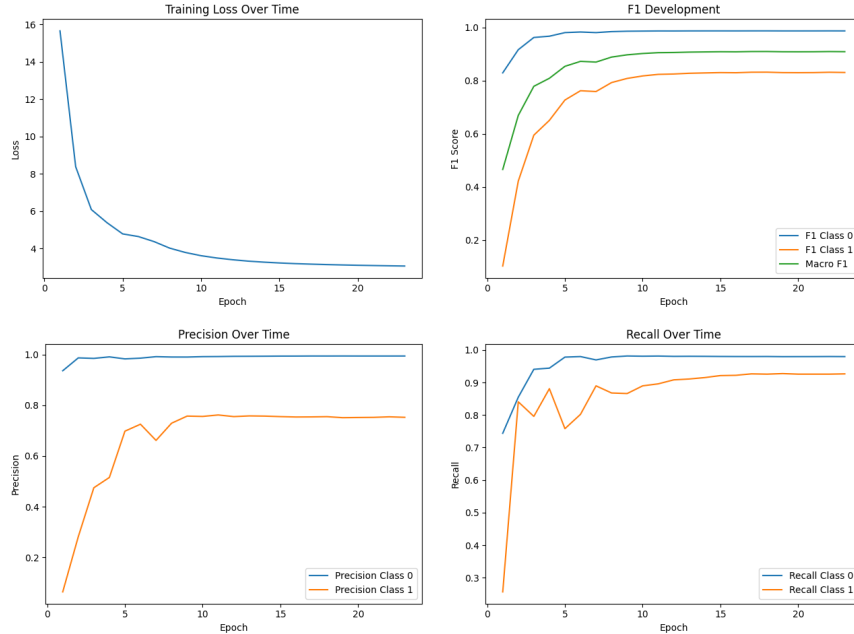 Training Loss Over Time
16
14
12
10
8
6
4
Loss
0
5
10
15
20
Epoch
F1 Development
1.0
0.8
0.6
0.4
0.2
F1 Score
F1 Class 0
F1 Class 1
Macro F1
0
5
10
15
20
Epoch
Precision Over Time
1.0
0.8
0.6
0.4
0.2
Precision
Precision Class 0
Precision Class 1
0
5
10
15
20
Epoch
Recall Over Time
1.0
0.9
0.8
0.7
0.6
0.5
0.4
0.3
Recall
Recall Class 0
Recall Class 1
0
5
10
15
20
Epoch